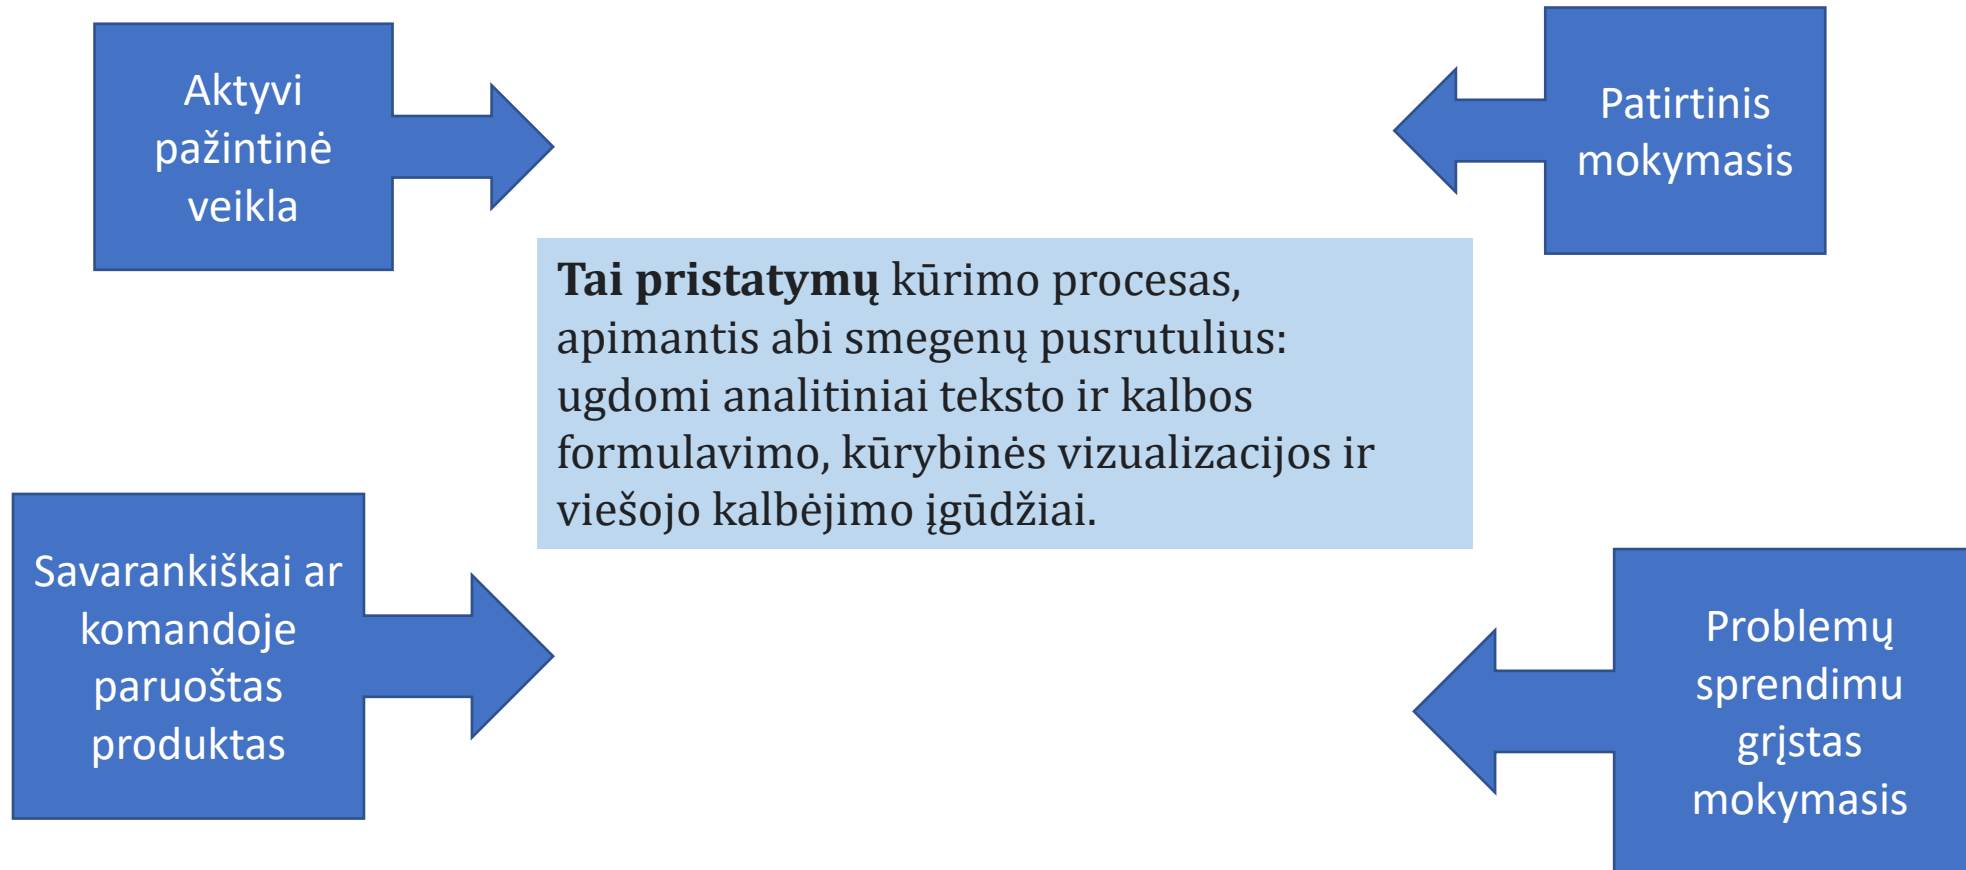 Aktyvi
pažintinė
veikla
Patirtinis
mokymasis
Tai pristatymų kūrimo procesas,
apimantis abi smegenų pusrutulius:
ugdomi analitiniai teksto ir kalbos
formulavimo, kūrybinės vizualizacijos ir
viešojo kalbėjimo įgūdžiai.
Savarankiškai ar
komandoje
paruoštas
produktas
Problemų
sprendimu
grįstas
mokymasis